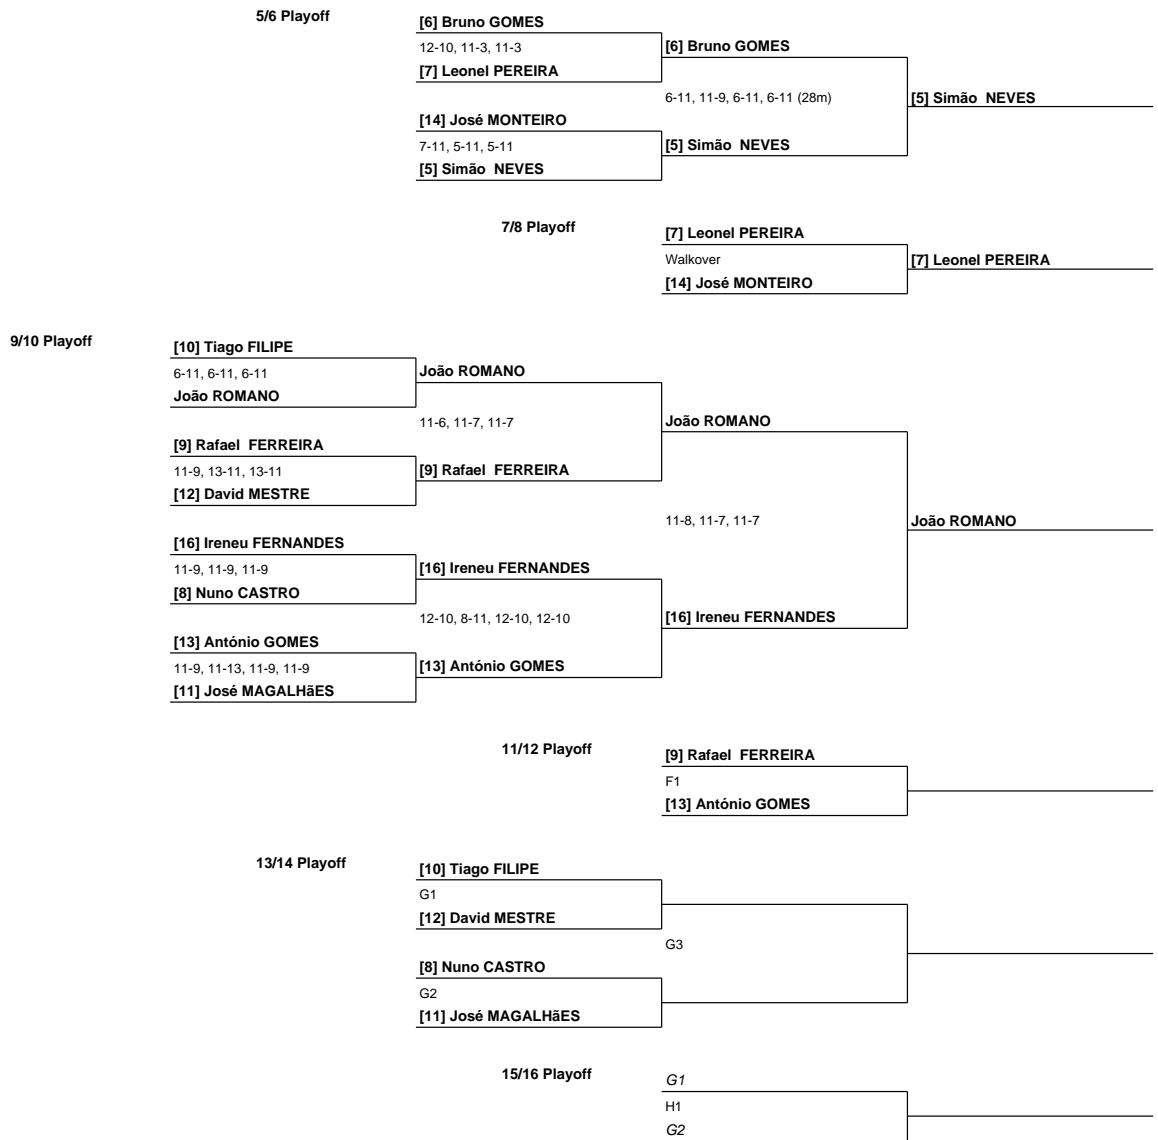 5/6 Playoff
[6] Bruno GOMES
12-10, 11-3, 11-3
[7] Leonel PEREIRA
[6] Bruno GOMES
6-11, 11-9, 6-11, 6-11 (28m)
[5] Simão  NEVES
[14] José MONTEIRO
7-11, 5-11, 5-11
[5] Simão  NEVES
[5] Simão  NEVES
7/8 Playoff
[7] Leonel PEREIRA
Walkover
[14] José MONTEIRO
[7] Leonel PEREIRA
9/10 Playoff
[10] Tiago FILIPE
6-11, 6-11, 6-11
João ROMANO
João ROMANO
11-6, 11-7, 11-7
João ROMANO
[9] Rafael  FERREIRA
11-9, 13-11, 13-11
[12] David MESTRE
[9] Rafael  FERREIRA
11-8, 11-7, 11-7
João ROMANO
[16] Ireneu FERNANDES
11-9, 11-9, 11-9
[8] Nuno CASTRO
[16] Ireneu FERNANDES
12-10, 8-11, 12-10, 12-10
[16] Ireneu FERNANDES
[13] António GOMES
11-9, 11-13, 11-9, 11-9
[11] José MAGALHãES
[13] António GOMES
11/12 Playoff
[9] Rafael  FERREIRA
F1
[13] António GOMES
13/14 Playoff
[10] Tiago FILIPE
G1
[12] David MESTRE
G3
[8] Nuno CASTRO
G2
[11] José MAGALHãES
15/16 Playoff
G1
H1
G2